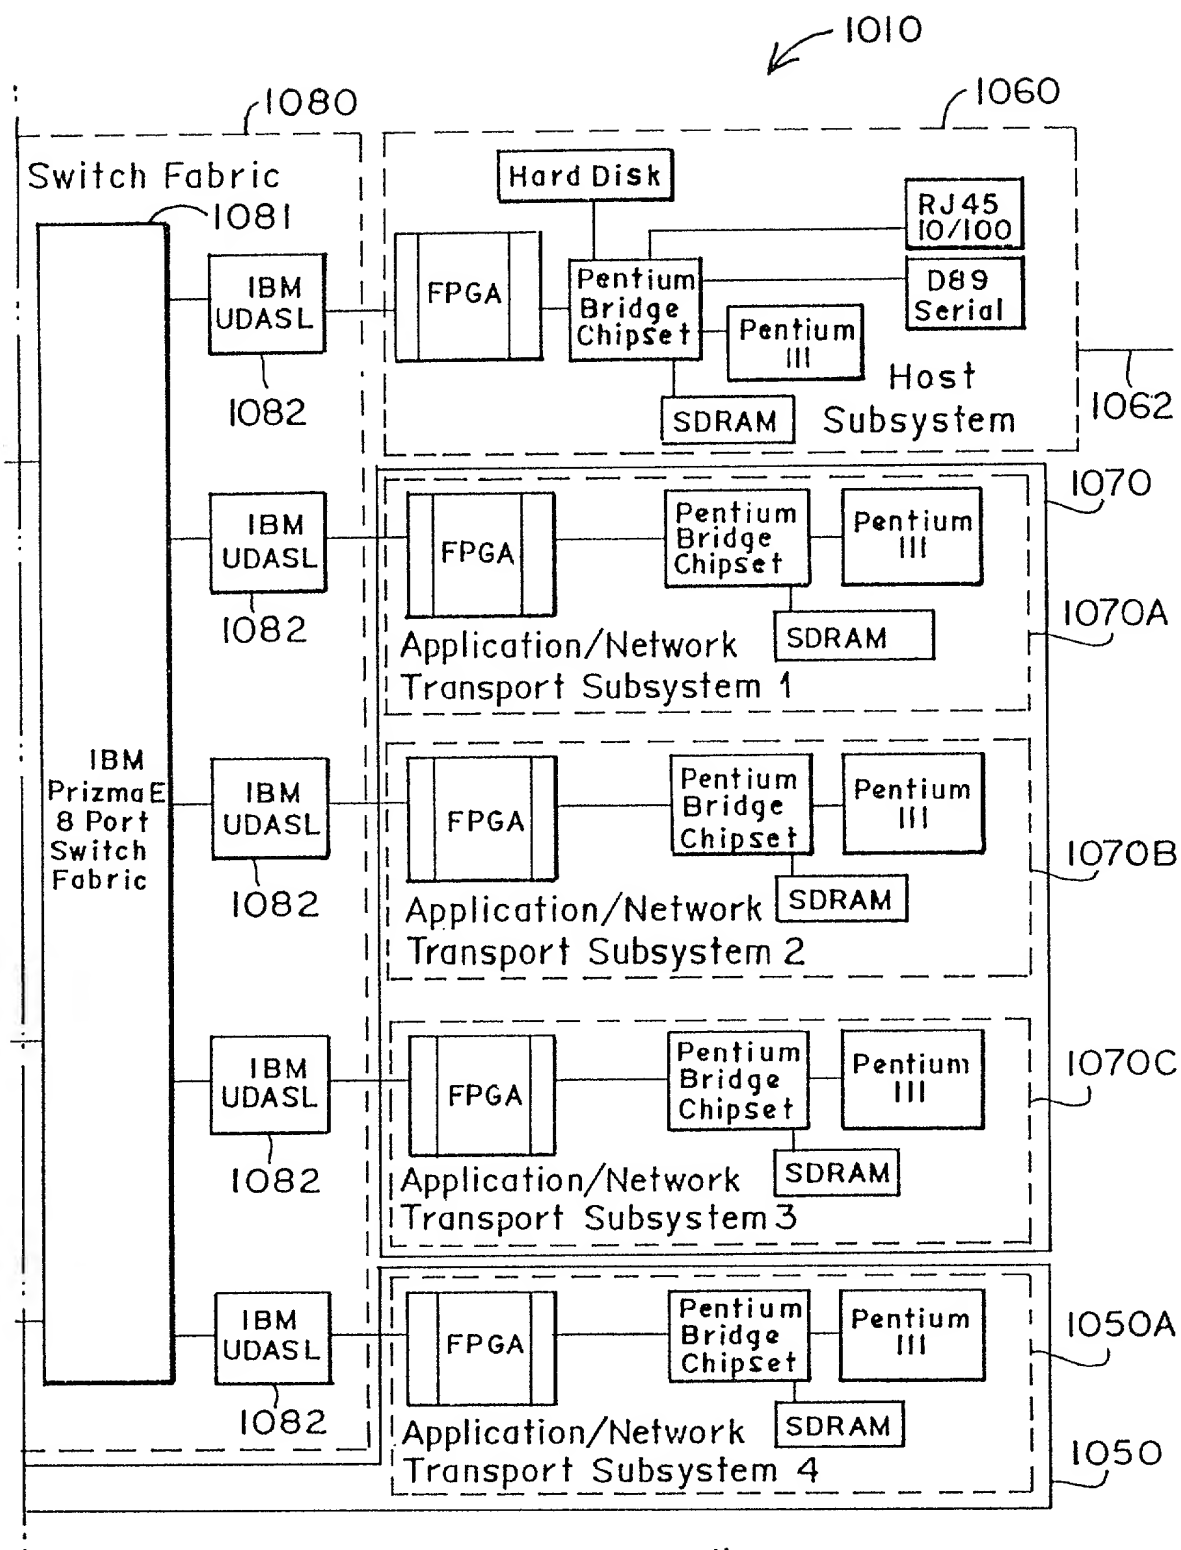 1010
1080
1060
Switch Fabric
1081
Hard Disk
RJ45
10/100
IBM
UDASL
FPGA
Pentium
Bridge
Chipset
D89
Serial
Pentium
III
Host
Subsystem
SDRAM
1062
1082
1070
IBM
UDASL
FPGA
Pentium
Bridge
Chipset
Pentium
III
1082
SDRAM
1070A
Application/Network
Transport Subsystem 1
IBM
PrizmaE
8 Port
Switch
Fabric
IBM
UDASL
FPGA
Pentium
Bridge
Chipset
Pentium
III
1070B
1082
SDRAM
Application/Network
Transport Subsystem 2
IBM
UDASL
FPGA
Pentium
Bridge
Chipset
Pentium
III
1070C
1082
SDRAM
Application/Network
Transport Subsystem 3
IBM
UDASL
FPGA
Pentium
Bridge
Chipset
Pentium
III
1050A
1082
SDRAM
Application/Network
Transport Subsystem 4
1050